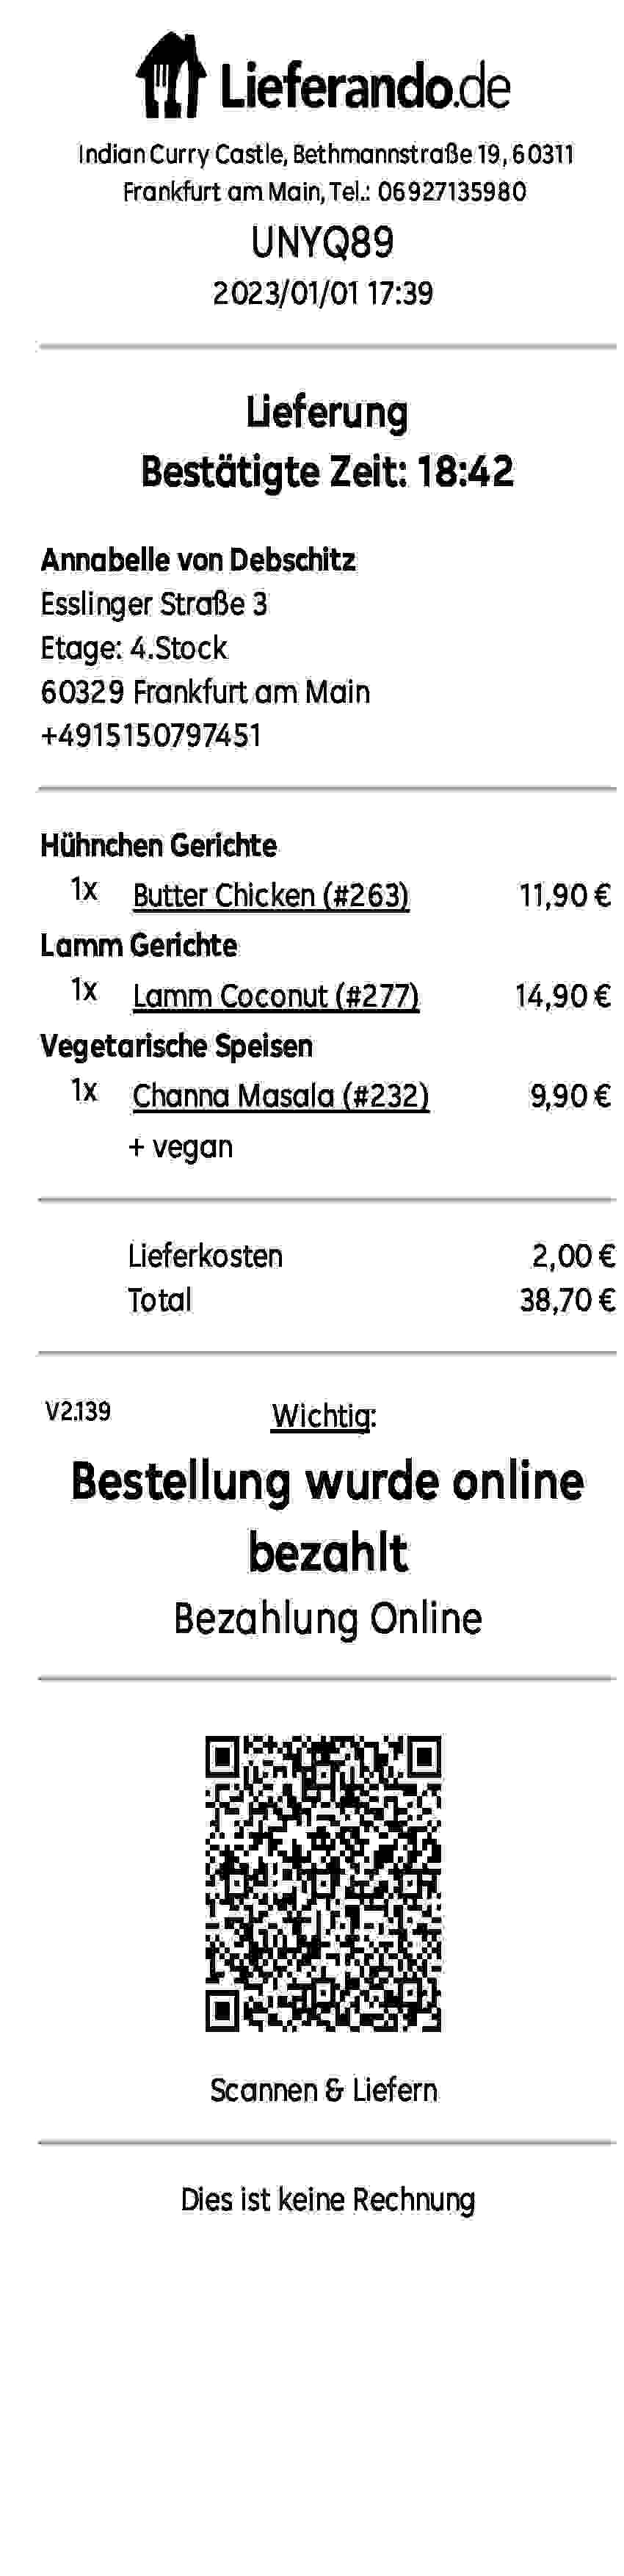 Lieferando.de
Indian Curry Castle, Bethmannstraße 19, 60311
Frankfurt am Main, Tel.: 06927135980
UNYQ89
2023/01/01 17:39
Lieferung
Bestätigte Zeit: 18:42
Annabelle von Debschitz
Esslinger Straße 3
Etage: 4.Stock
60329 Frankfurt am Main
+4915150797451
Hühnchen Gerichte
1x Butter Chicken (#263) 11,90 €
Lamm Gerichte
1x Lamm Coconut (#277) 14,90 €
Vegetarische Speisen
1x Channa Masala (#232) 9,90 €
+ vegan
Lieferkosten 2,00 €
Total 38,70 €
V2.139 Wichtig:
Bestellung wurde online
bezahlt
Bezahlung Online
Scannen & Liefern
Dies ist keine Rechnung